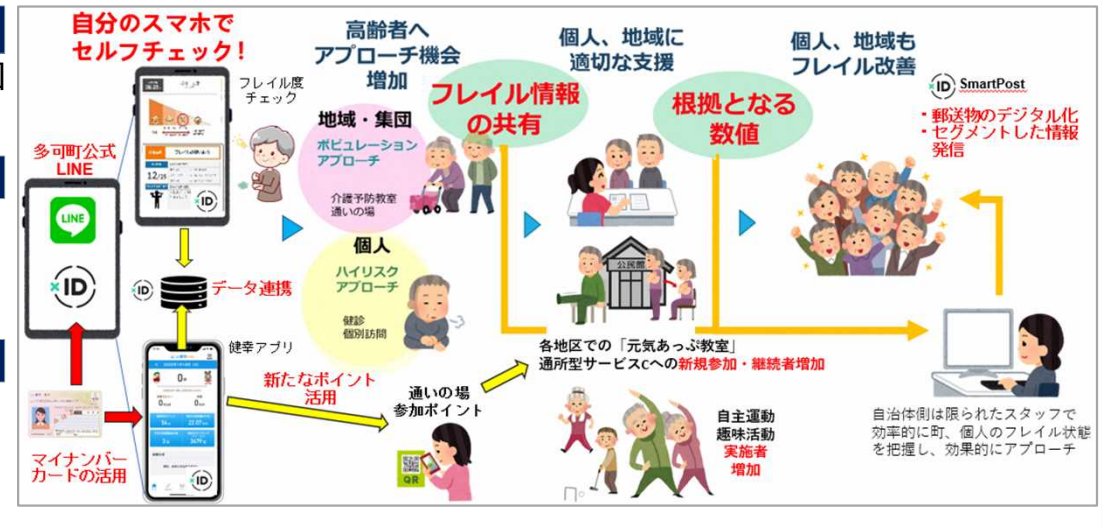 自分のスマホで
セルフチェック！
フレイル度
チェック
多可町公式
LINE
LINE
×ID
12/25
×ID
×ID
データ連携
健幸アプリ
×ID
マイナンバー
カードの活用
新たなポイント
活用
高齢者へ
アプローチ機会
増加
地域・集団
ポピュレーション
アプローチ
介護予防教室
通いの場
個人
ハイリスク
アプローチ
健診
個別訪問
フレイル情報
の共有
通いの場
参加ポイント
QR
個人、地域に
適切な支援
公民館
各地区での「元気あっぷ教室」
通所型サービスCへの新規参加・継続者増加
自主運動
趣味活動
実施者
増加
根拠となる
数値
個人、地域も
フレイル改善
×ID SmartPost
・郵送物のデジタル化
・セグメントした情報
発信
自治体側は限られたスタッフで
効率的に町、個人のフレイル状態
を把握し、効果的にアプローチ